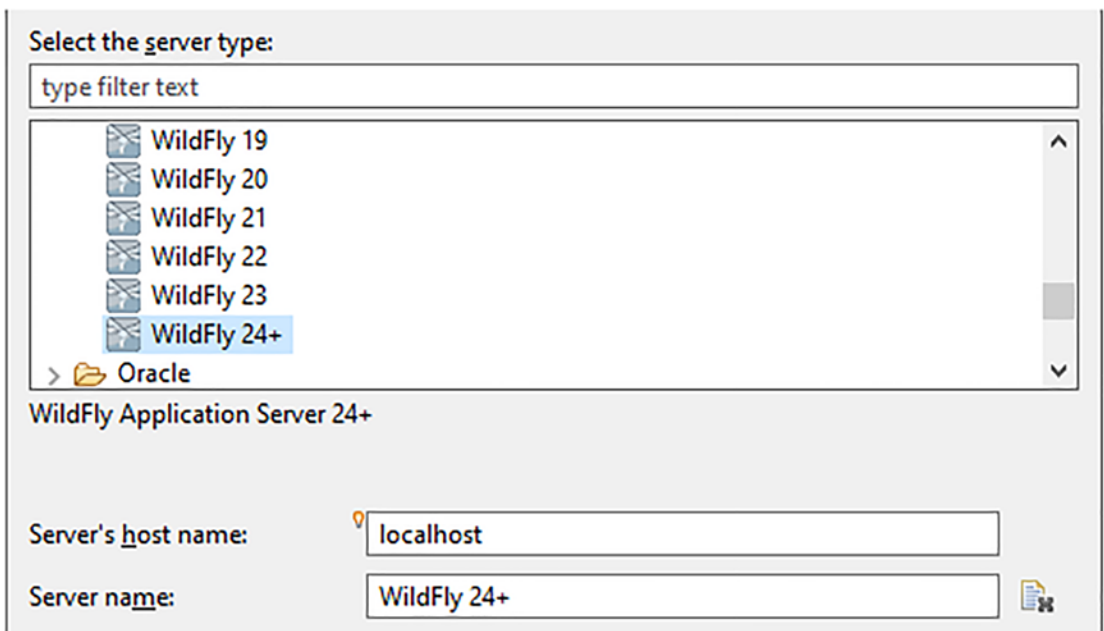 Select the server type:
type filter text
WildFly 19
WildFly 20
WildFly 21
WildFly 22
WildFly 23
WildFly 24+
Oracle
WildFly Application Server 24+
Server's host name: localhost
Server name: WildFly 24+